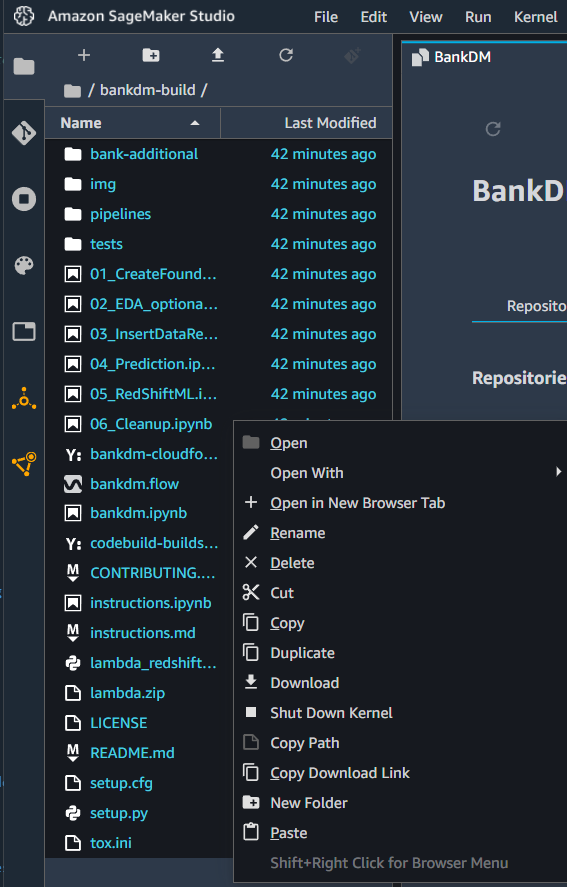 Amazon SageMaker Studio File Edit View Run Kernel
BankDM
/ bankdm-build /
Name Last Modified
bank-additional 42 minutes ago
img 42 minutes ago
pipelines 42 minutes ago
tests 42 minutes ago
01_CreateFound... 42 minutes ago
02_EDA_optiona... 42 minutes ago
03_InsertDataRe... 42 minutes ago
04_Prediction.ip... 42 minutes ago
05_RedShiftML.i... 42 minutes ago
06_Cleanup.ipynb
Y: bankdm-cloudfo...
bankdm.flow
bankdm.ipynb
Y: codebuild-builds...
M CONTRIBUTING....
instructions.ipynb
M instructions.md
lambda_redshift...
lambda.zip
LICENSE
M README.md
setup.cfg
setup.py
tox.ini
BankD
Reposito
Repositorie
Open
Open With
Open in New Browser Tab
Rename
Delete
Cut
Copy
Duplicate
Download
Shut Down Kernel
Copy Path
Copy Download Link
New Folder
Paste
Shift+Right Click for Browser Menu